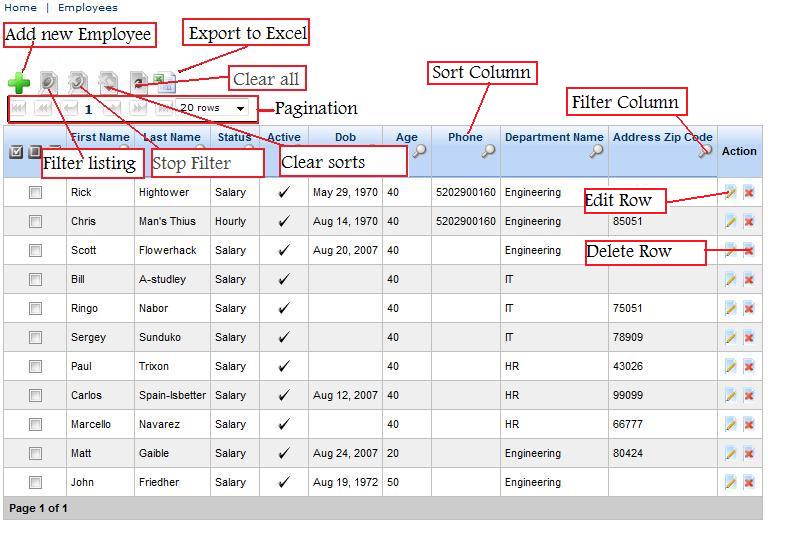 Home | Employees
Add new Employee
Export to Excel
Clear all
Sort Column
1
20 rows
Pagination
Filter Column
First Name Last Name Status Active Dob Age Phone Department Name Address Zip Code Action
Filter listing
Stop Filter
Clear sorts
Rick Hightower Salary May 29, 1970 40 5202900160 Engineering
Edit Row
Chris Man's Thius Hourly Aug 14, 1970 40 5202900160 Engineering 85051
Scott Flowerhack Salary Aug 20, 2007 40 Engineering
Delete Row
Bill A-studley Salary 40 IT
Ringo Nabor Salary 40 IT 75051
Sergey Sunduko Salary 40 IT 78909
Paul Trixon Salary 40 HR 43026
Carlos Spain-Isbetter Salary Aug 12, 2007 40 HR 99099
Marcello Navarez Salary 40 HR 66777
Matt Gaible Salary Aug 24, 2007 20 Engineering 80424
John Friedher Salary Aug 19, 1972 50 Engineering
Page 1 of 1